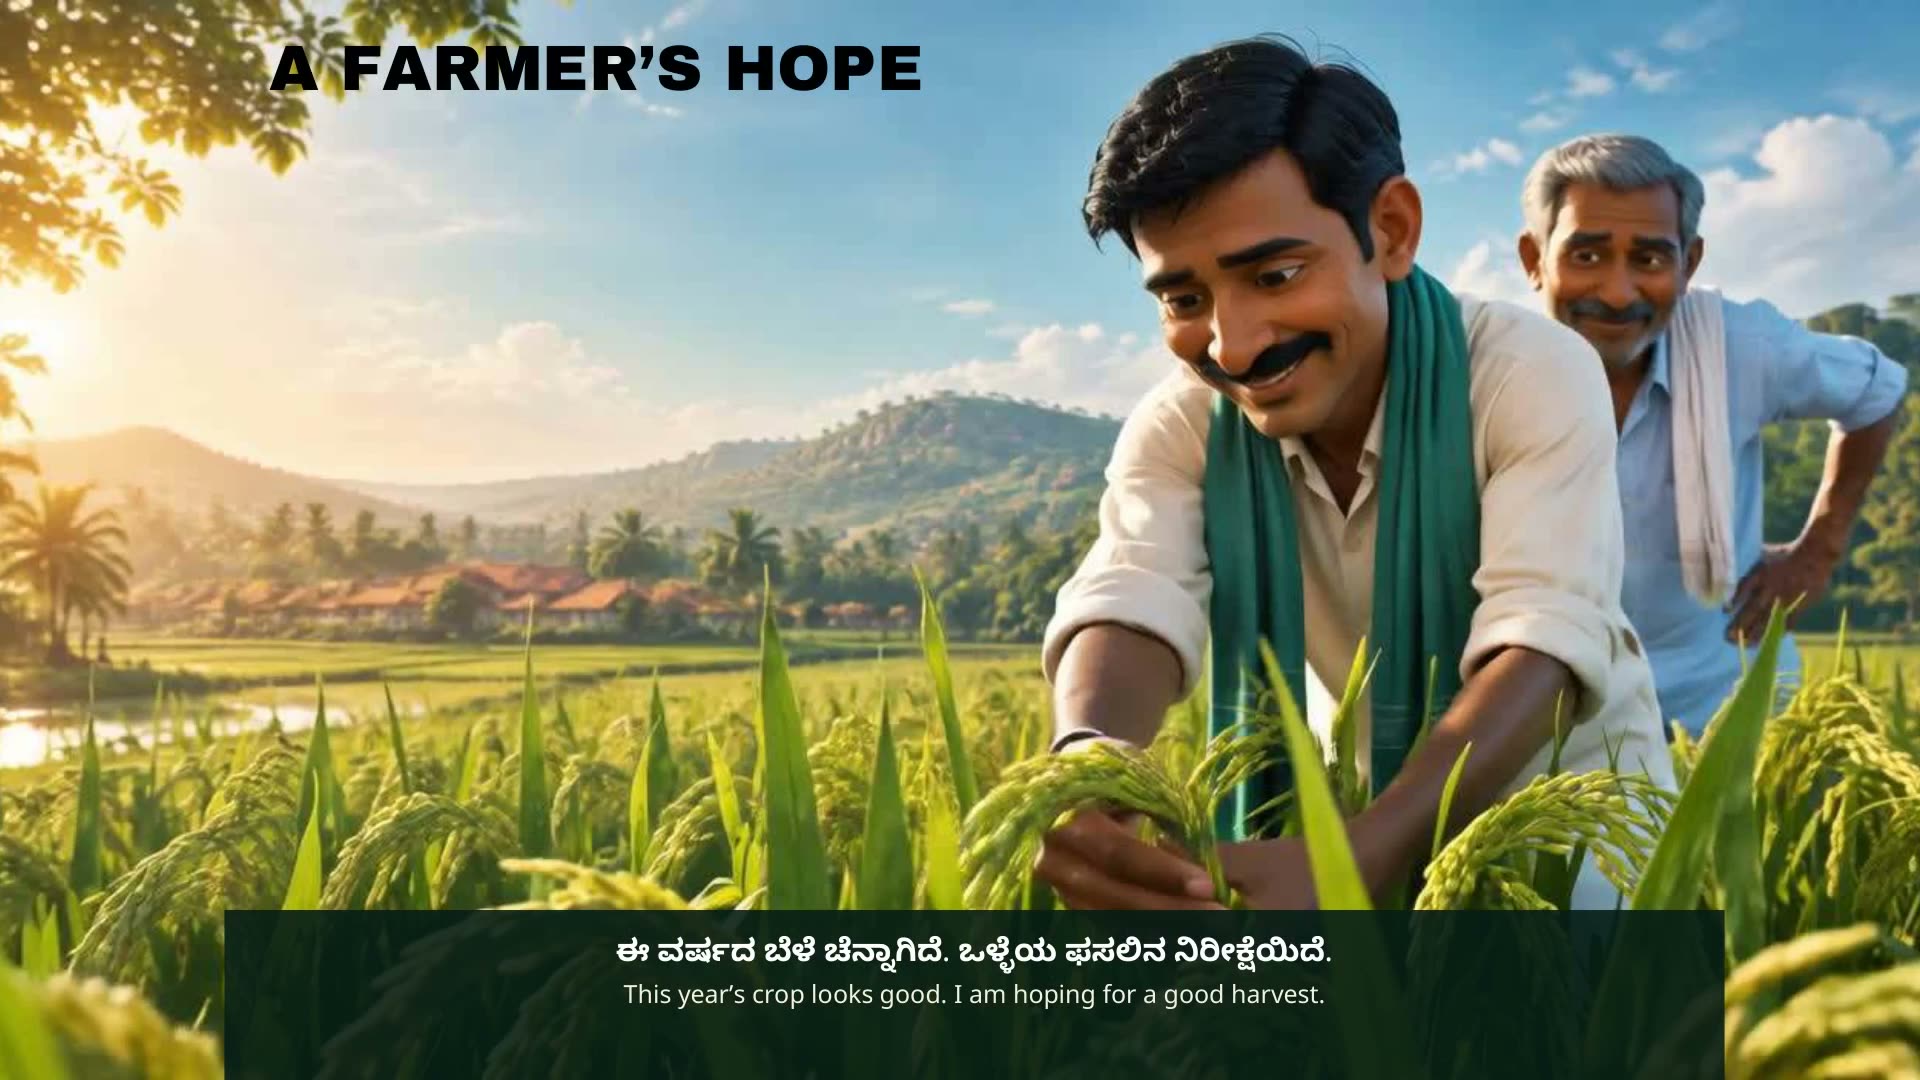 A FARMER’S HOPE
ಈ ವರ್ಷದ ಬೆಳೆ ಚೆನ್ನಾಗಿದೆ. ಒಳ್ಳೆಯ ಫಸಲಿನ ನಿರೀಕ್ಷೆಯಿದೆ.
This year’s crop looks good. I am hoping for a good harvest.